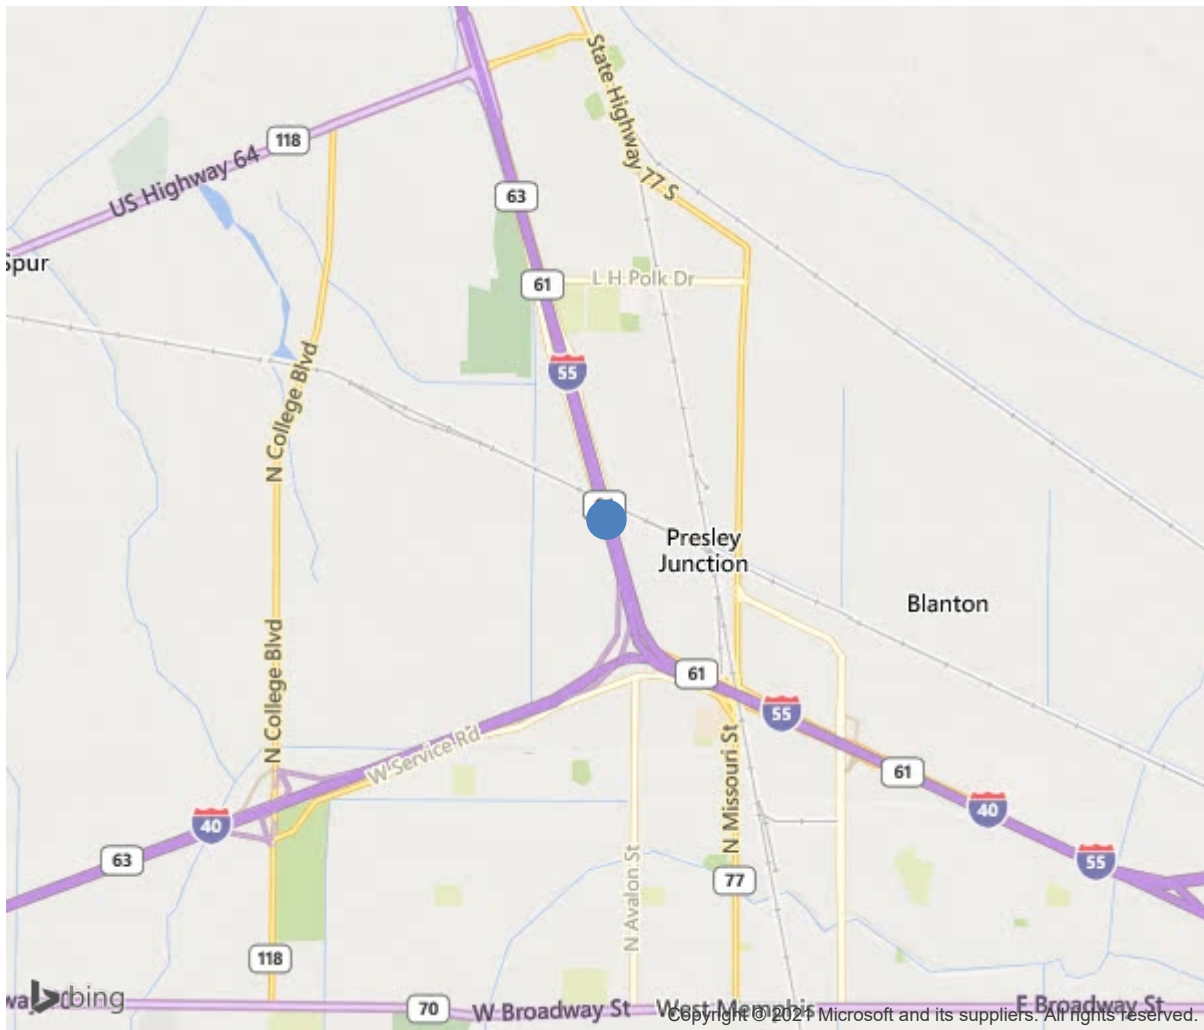 State Highway 77 S
118
US Highway 64
63
Spur
61
L H Polk Dr
55
N College Blvd
Presley
Junction
Blanton
N College Blvd
61
55
W Service Rd
61
40
40
N Missouri St
55
63
77
N Avalon St
118
bing
70
W Broadway St
West Memphis
E Broadway St
Copyright © 2021 Microsoft and its suppliers. All rights reserved.